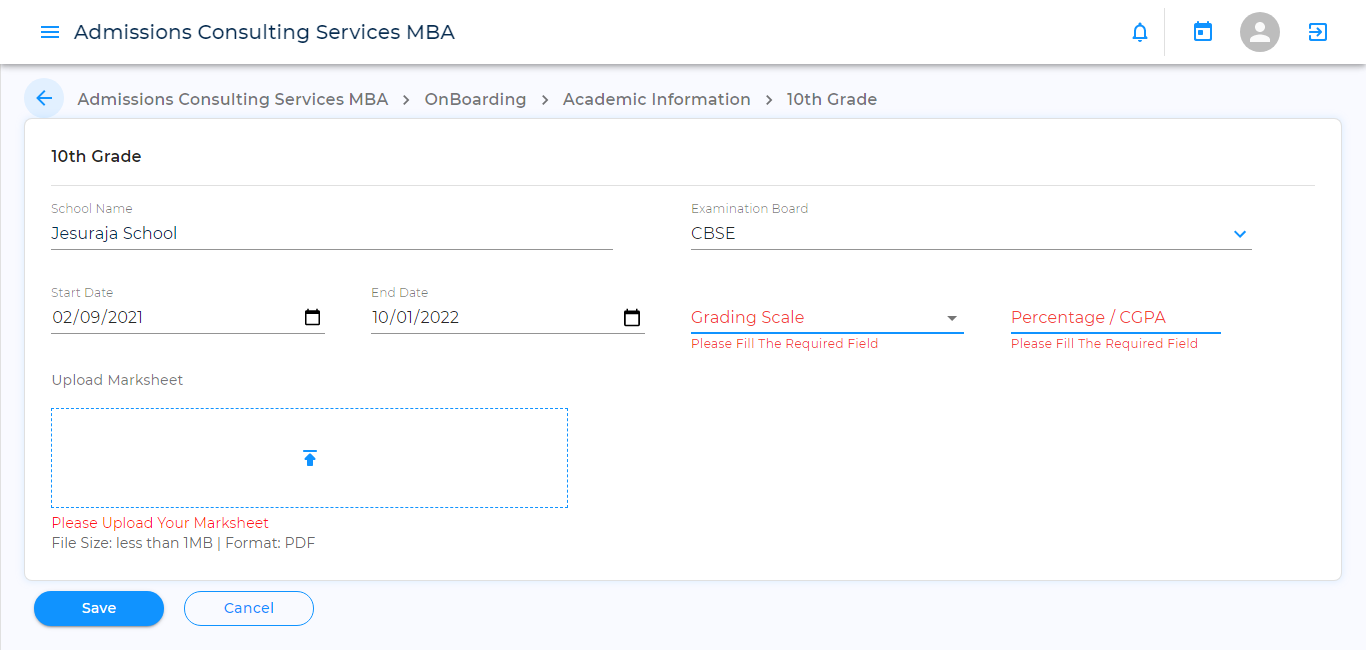 Admissions Consulting Services MBA
Admissions Consulting Services MBA > OnBoarding > Academic Information > 10th Grade
10th Grade
School Name
Examination Board
Jesuraja School
CBSE
Start Date
End Date
02/09/2021
10/01/2022
Grading Scale
Percentage / CGPA
Please Fill The Required Field
Please Fill The Required Field
Upload Marksheet
Please Upload Your Marksheet
File Size: less than 1MB | Format: PDF
Save
Cancel